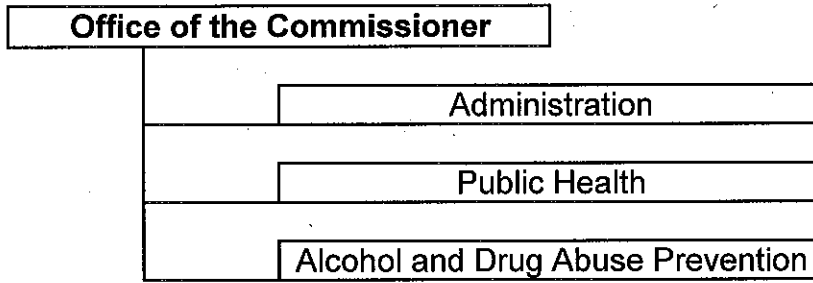 Office of the Commissioner
Administration
Public Health
Alcohol and Drug Abuse Prevention